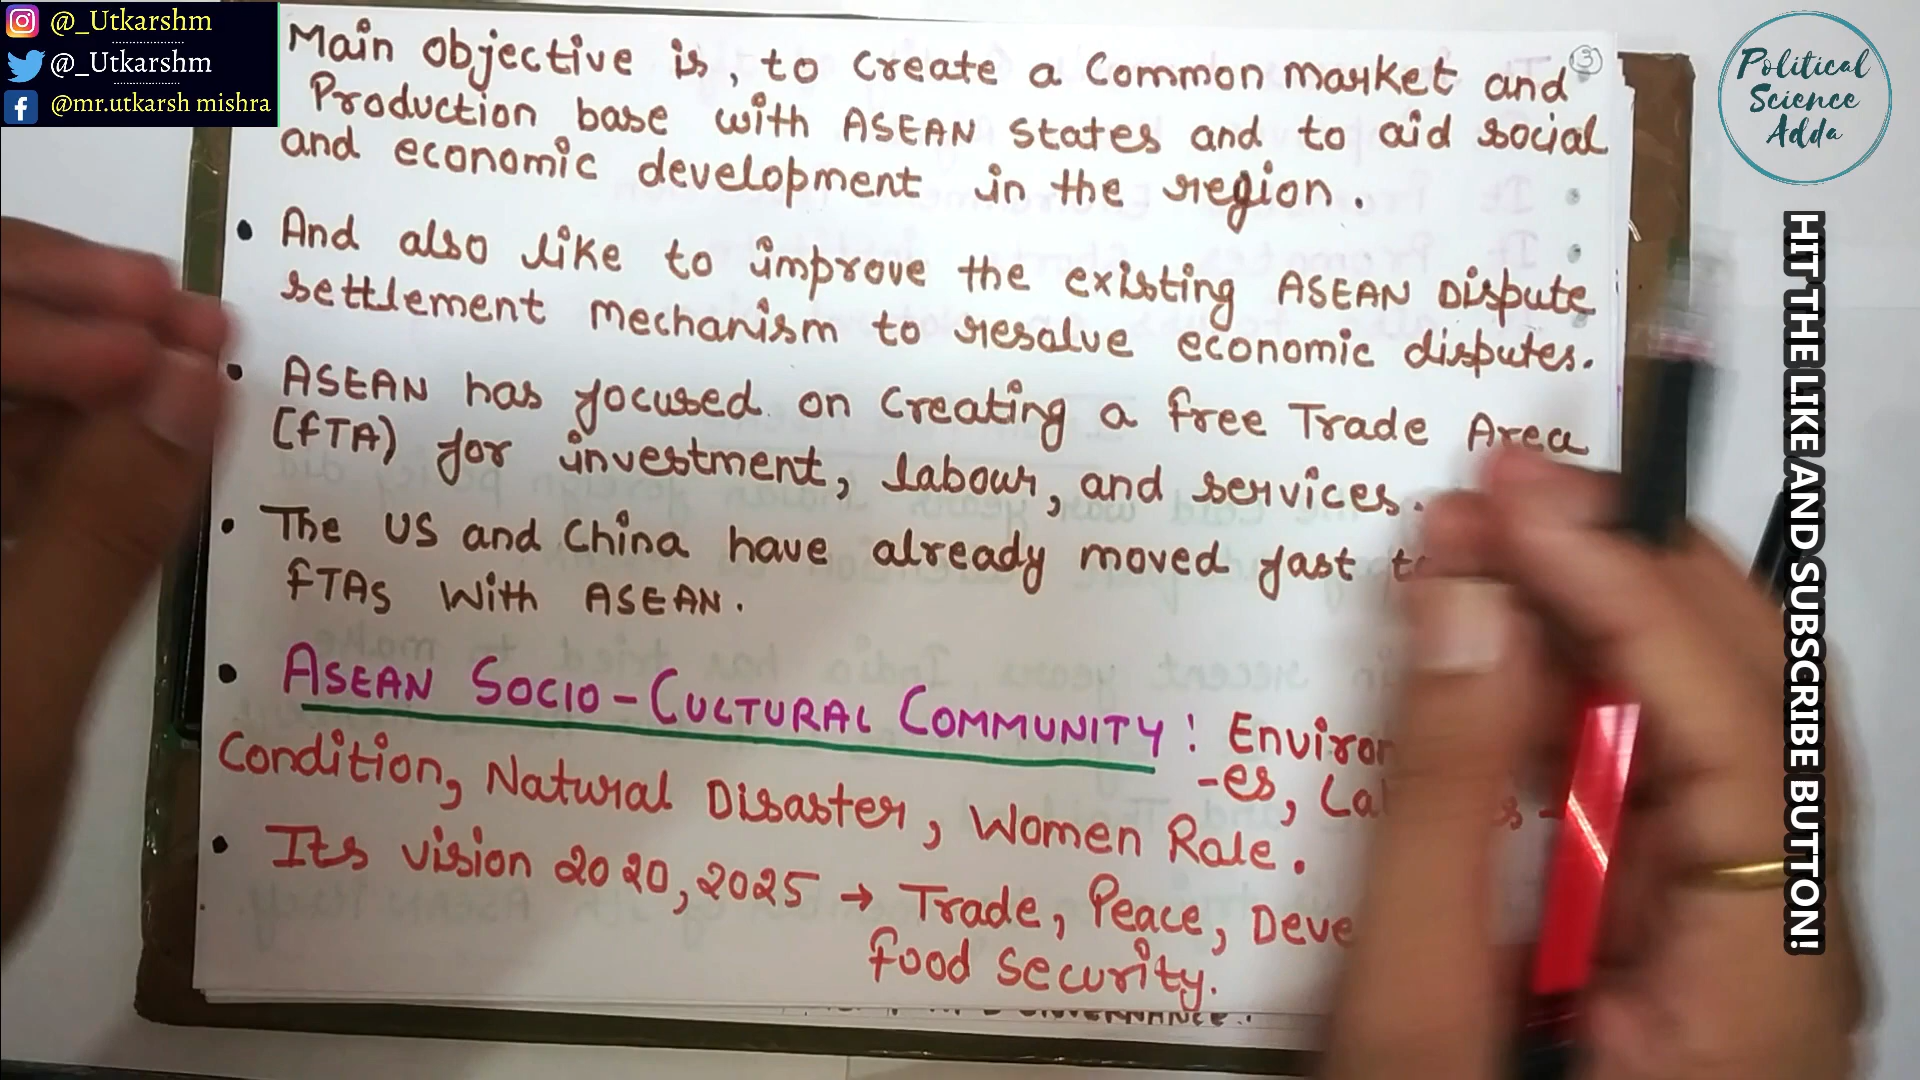 @_Utkarshm
@_Utkarshm
@mr.utkarsh mishra
Political
Science
Adda
HIT THE LIKE AND SUBSCRIBE BUTTON!
3
Main objective is, to create a common market and
Production base with ASEAN states and to aid social
and economic development in the region.
• And also like to improve the existing ASEAN Dispute
settlement mechanism to resolve economic disputes.
• ASEAN has focused on creating a free Trade Area
(FTA) for investment, labour, and services.
• The US and China have already moved fast
FTAs with ASEAN.
• ASEAN SOCIO-CULTURAL COMMUNITY :
-es,
Condition, Natural Disaster, Women Role.
• Its vision 2020, 2025 → Trade, Peace,
food security.